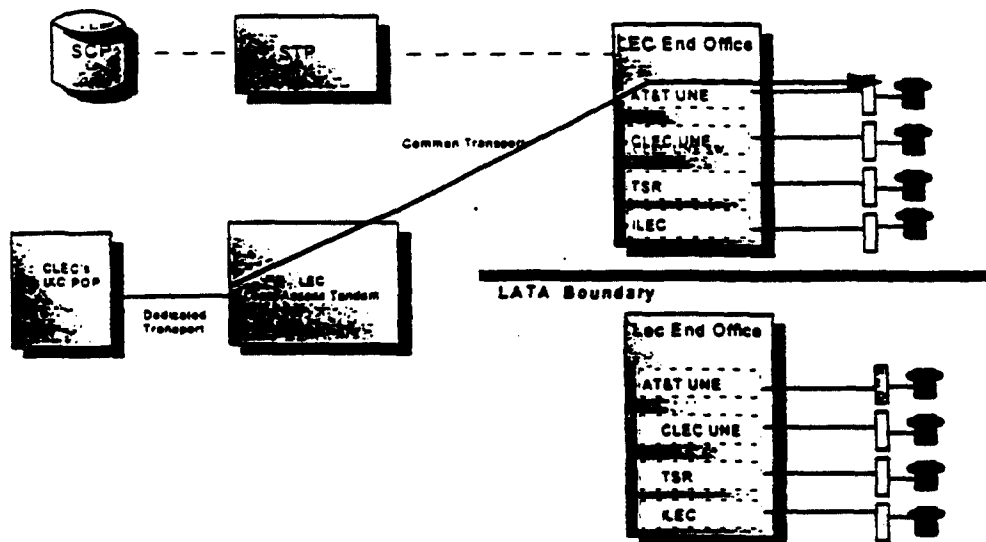 SCP
STP
LEC End Office
AT&T UNE
CLEC UNE
TSR
ILEC
Common Transport
CLEC's
IXC POP
LEC
Access Tandem
Dedicated
Transport
LATA Boundary
Lec End Office
AT&T UNE
CLEC UNE
TSR
ILEC